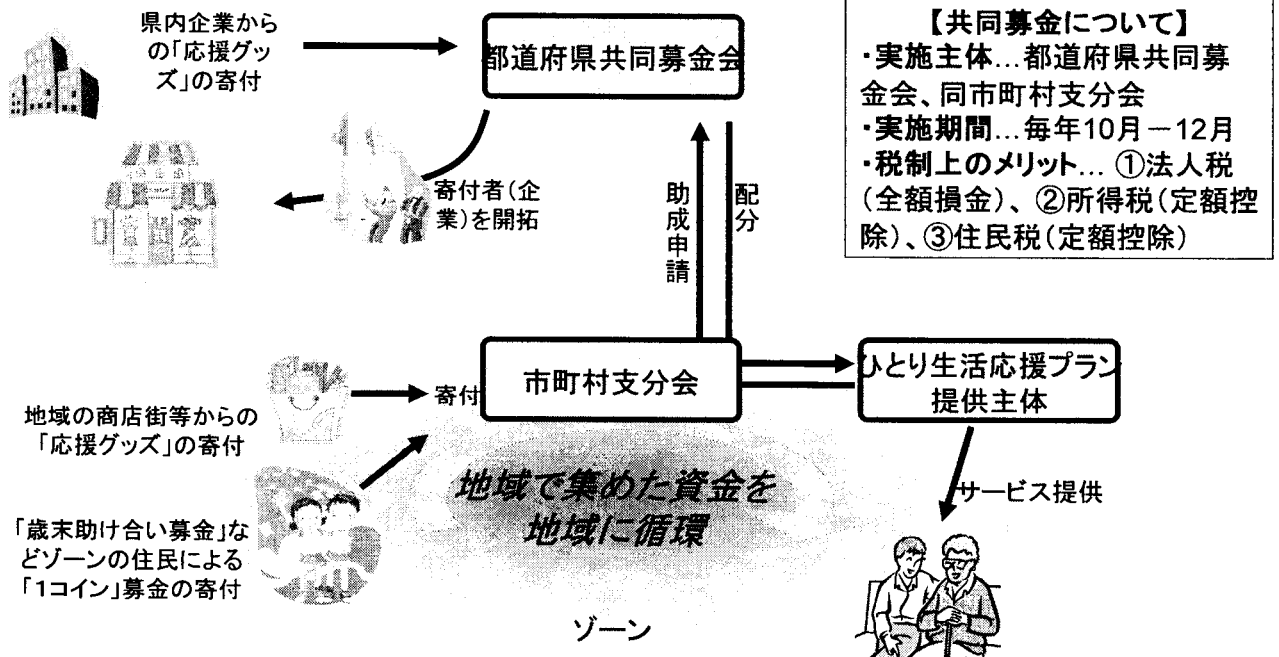 県内企業から
の「応援グッ
ズ」の寄付
都道府県共同募金会
【共同募金について】
・実施主体…都道府県共同募
金会、同市町村支分会
・実施期間…毎年10月－12月
・税制上のメリット… ①法人税
(全額損金)、②所得税(定額控
除)、③住民税(定額控除)
寄付者(企
業)を開拓
助成申請
配分
地域の商店街等からの
「応援グッズ」の寄付
寄付
市町村支分会
ひとり生活応援プラン
提供主体
「歳末助け合い募金」な
どゾーンの住民による
「1コイン」募金の寄付
地域で集めた資金を
地域に循環
サービス提供
ゾーン